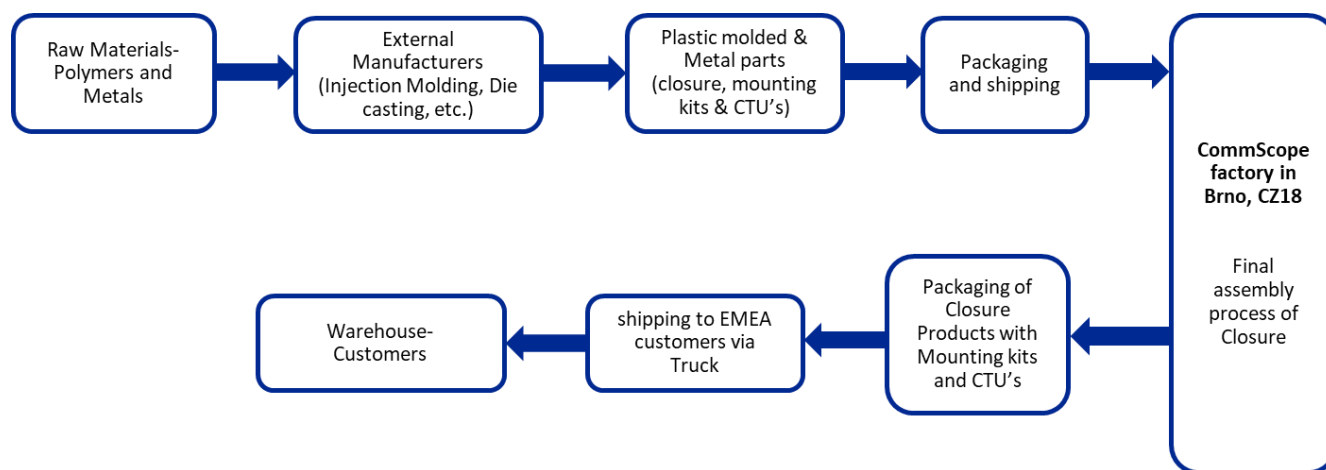 Raw Materials-
Polymers and
Metals
External
Manufacturers
(Injection Molding, Die
casting, etc.)
Plastic molded &
Metal parts
(closure, mounting
kits & CTU's)
Packaging
and shipping
CommScope
factory in
Brno, CZ18
Final
assembly
process of
Closure
Packaging of
Closure
Products with
Mounting kits
and CTU's
shipping to EMEA
customers via
Truck
Warehouse-
Customers